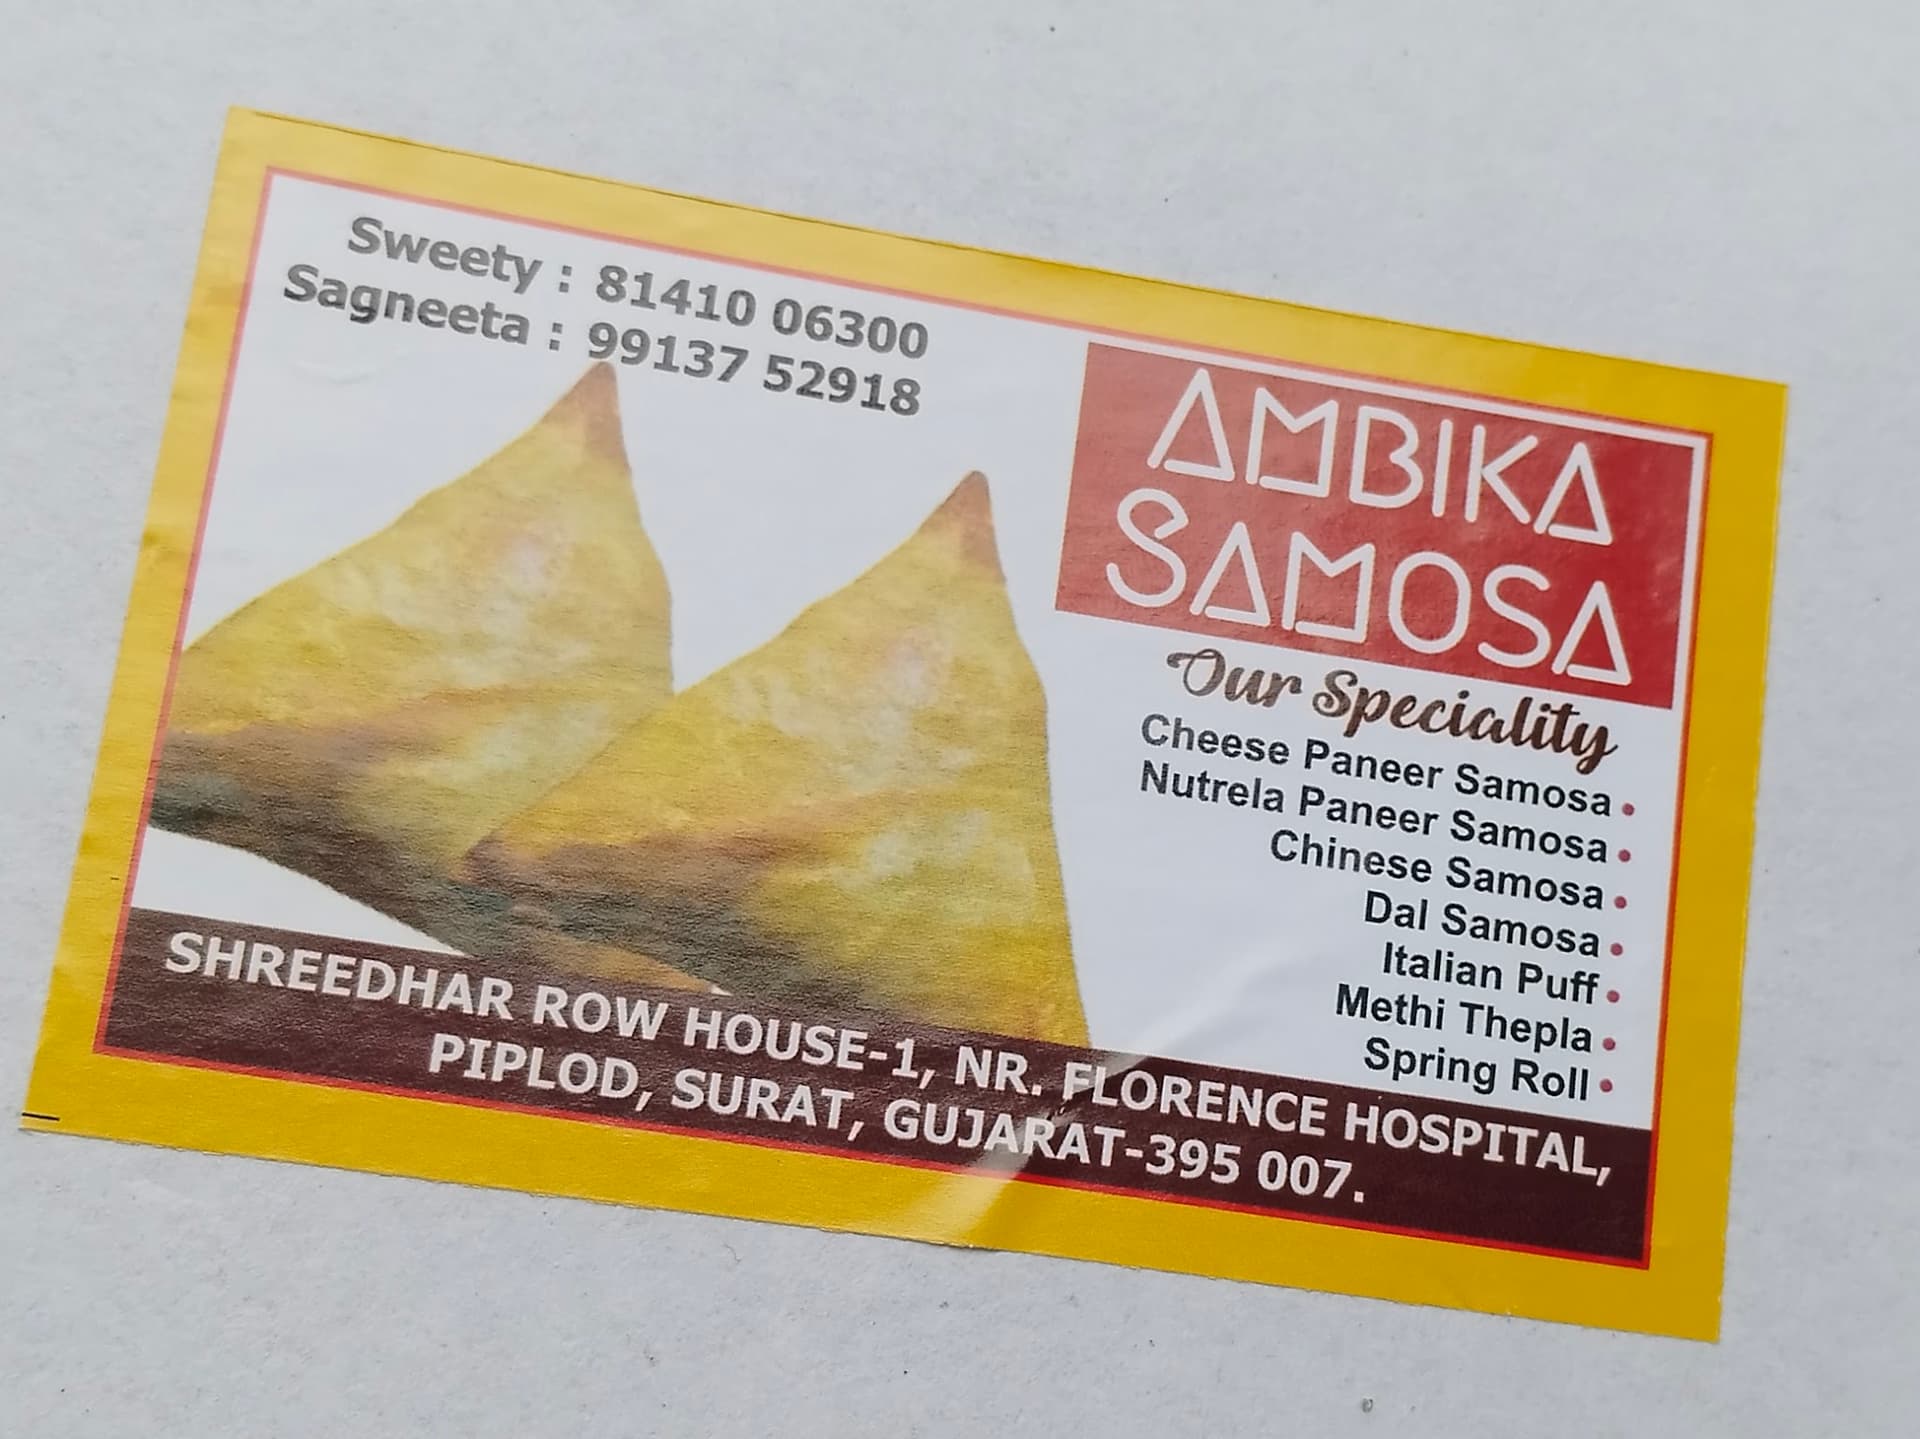 Sweety : 81410 06300
Sagneeta : 99137 52918
AMBIKA
SAMOSA
Our Speciality
Cheese Paneer Samosa •
Nutrela Paneer Samosa •
Chinese Samosa •
Dal Samosa •
Italian Puff •
Methi Thepla •
Spring Roll •
SHREEDHAR ROW HOUSE-1, NR. FLORENCE HOSPITAL,
PIPLOD, SURAT, GUJARAT-395 007.